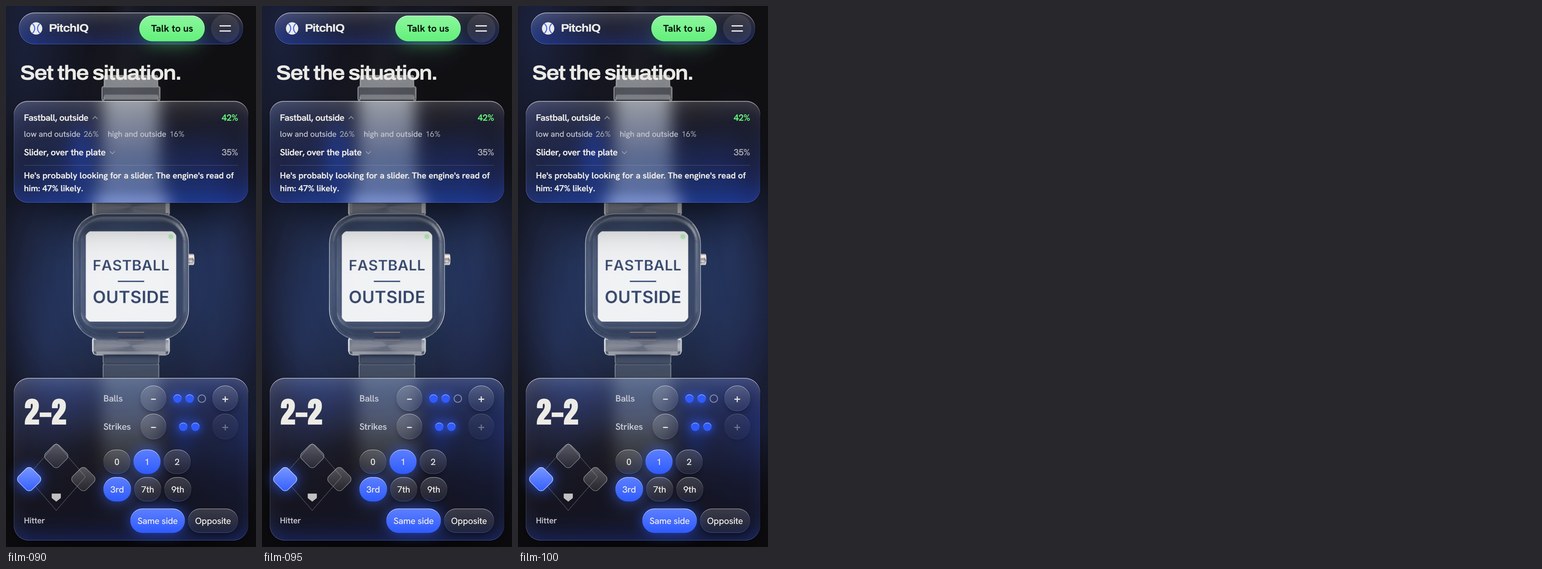 PitchIQ
Talk to us
Set the situation.
Fastball, outside
42%
low and outside 26% high and outside 16%
Slider, over the plate
35%
He's probably looking for a slider. The engine's read of
him: 47% likely.
FASTBALL
OUTSIDE
2–2
Balls
−
+
Strikes
−
+
0
1
2
3rd
7th
9th
Hitter
Same side
Opposite
film-090
PitchIQ
Talk to us
Set the situation.
Fastball, outside
42%
low and outside 26% high and outside 16%
Slider, over the plate
35%
He's probably looking for a slider. The engine's read of
him: 47% likely.
FASTBALL
OUTSIDE
2–2
Balls
−
+
Strikes
−
+
0
1
2
3rd
7th
9th
Hitter
Same side
Opposite
film-095
PitchIQ
Talk to us
Set the situation.
Fastball, outside
42%
low and outside 26% high and outside 16%
Slider, over the plate
35%
He's probably looking for a slider. The engine's read of
him: 47% likely.
FASTBALL
OUTSIDE
2–2
Balls
−
+
Strikes
−
+
0
1
2
3rd
7th
9th
Hitter
Same side
Opposite
film-100